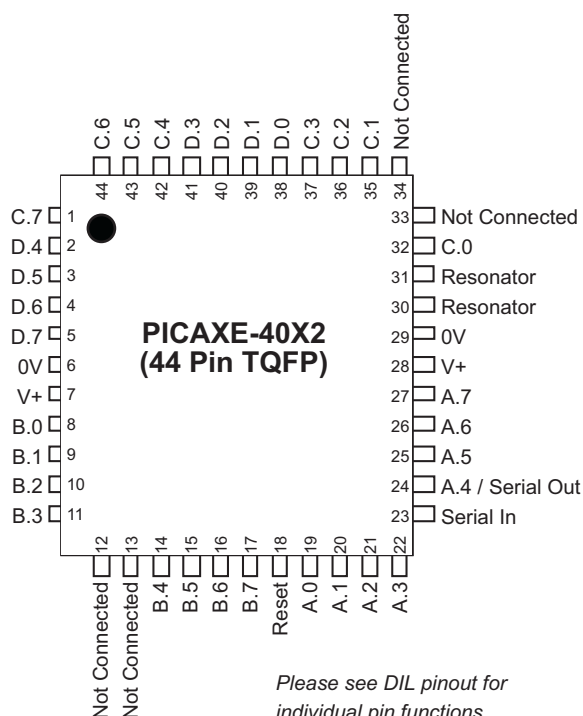 C.6
C.5
C.4
D.3
D.2
D.1
D.0
C.3
C.2
C.1
Not Connected
44
43
42
41
40
39
38
37
36
35
34
C.7 1
D.4 2
D.5 3
D.6 4
D.7 5
0V 6
V+ 7
B.0 8
B.1 9
B.2 10
B.3 11
PICAXE-40X2
(44 Pin TQFP)
33 Not Connected
32 C.0
31 Resonator
30 Resonator
29 0V
28 V+
27 A.7
26 A.6
25 A.5
24 A.4 / Serial Out
23 Serial In
12
13
14
15
16
17
18
19
20
21
22
Not Connected
Not Connected
B.4
B.5
B.6
B.7
Reset
A.0
A.1
A.2
A.3
Please see DIL pinout for
individual pin functions